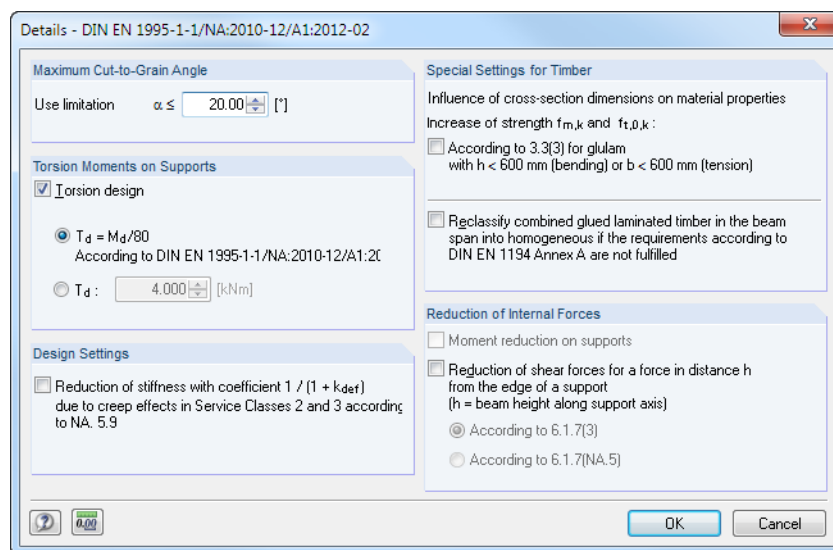 Details - DIN EN 1995-1-1/NA:2010-12/A1:2012-02
Maximum Cut-to-Grain Angle
Use limitation α ≤ 20.00 [°]
Torsion Moments on Supports
Torsion design
Td = Md/80
According to DIN EN 1995-1-1/NA:2010-12/A1:20
Td : 4.000 [kNm]
Design Settings
Reduction of stiffness with coefficient 1 / (1 + kdef)
due to creep effects in Service Classes 2 and 3 according
to NA. 5.9
Special Settings for Timber
Influence of cross-section dimensions on material properties
Increase of strength fm,k and ft,0,k :
According to 3.3(3) for glulam
with h < 600 mm (bending) or b < 600 mm (tension)
Reclassify combined glued laminated timber in the beam
span into homogeneous if the requirements according to
DIN EN 1194 Annex A are not fulfilled
Reduction of Internal Forces
Moment reduction on supports
Reduction of shear forces for a force in distance h
from the edge of a support
(h = beam height along support axis)
According to 6.1.7(3)
According to 6.1.7(NA.5)
0.00
OK
Cancel